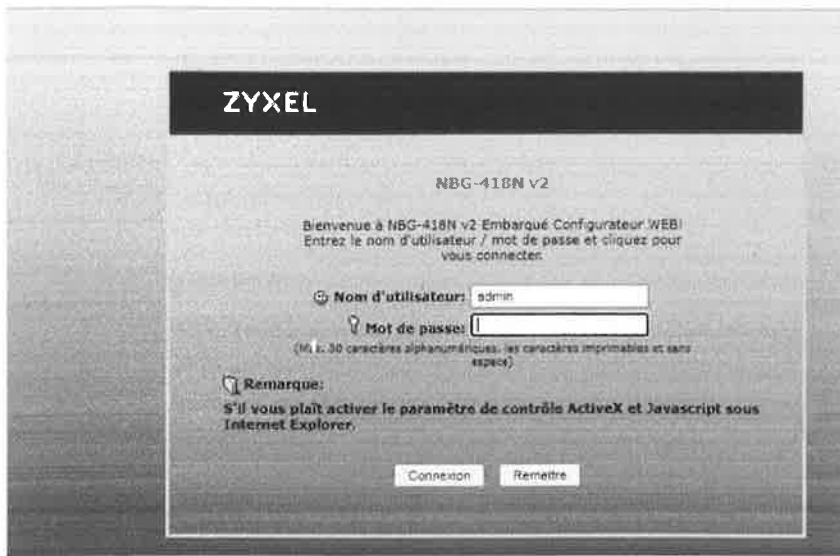 ZYXEL
NBG-418N v2
Bienvenue à NBG-418N v2 Embarqué Configurateur WEB!
Entrez le nom d'utilisateur / mot de passe et cliquez pour
vous connecter.
Nom d'utilisateur: admin
Mot de passe:
(Max. 30 caractères alphanumériques, les caractères imprimables et sans
espace)
Remarque:
S'il vous plaît activer le paramètre de contrôle ActiveX et Javascript sous
Internet Explorer.
Connexion Remettre